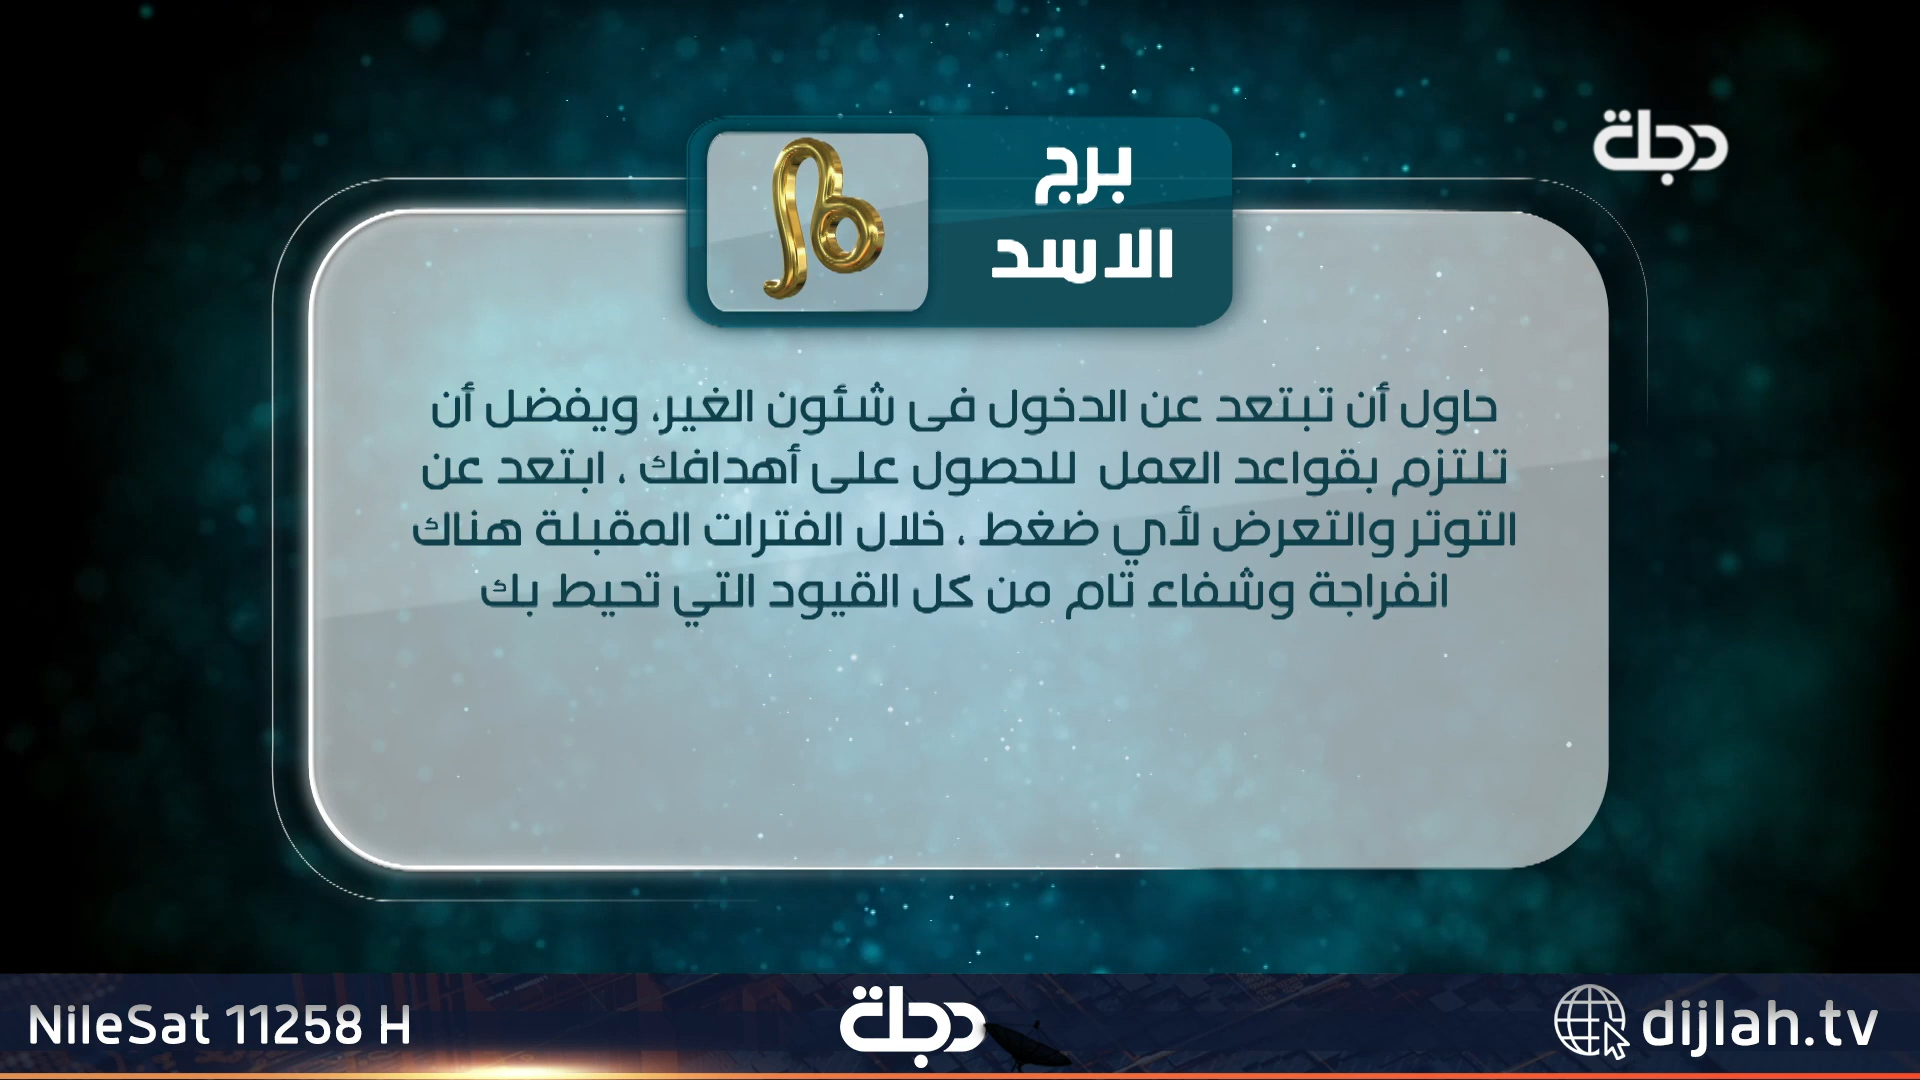 دجلة
برج
الاسد
حاول أن تبتعد عن الدخول فى شئون الغير، ويفضل أن
تلتزم بقواعد العمل للحصول على أهدافك ، ابتعد عن
التوتر والتعرض لأي ضغط ، خلال الفترات المقبلة هناك
انفراجة وشفاء تام من كل القيود التي تحيط بك
NileSat 11258 H
دجلة
dijlah.tv